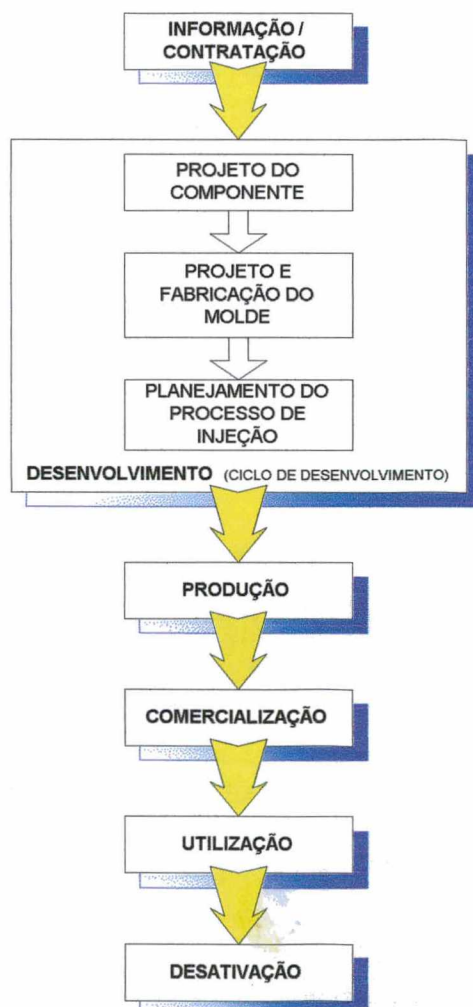 INFORMAÇÃO /
CONTRATAÇÃO
PROJETO DO
COMPONENTE
PROJETO E
FABRICAÇÃO DO
MOLDE
PLANEJAMENTO DO
PROCESSO DE
INJEÇÃO
DESENVOLVIMENTO (CICLO DE DESENVOLVIMENTO)
PRODUÇÃO
COMERCIALIZAÇÃO
UTILIZAÇÃO
DESATIVAÇÃO